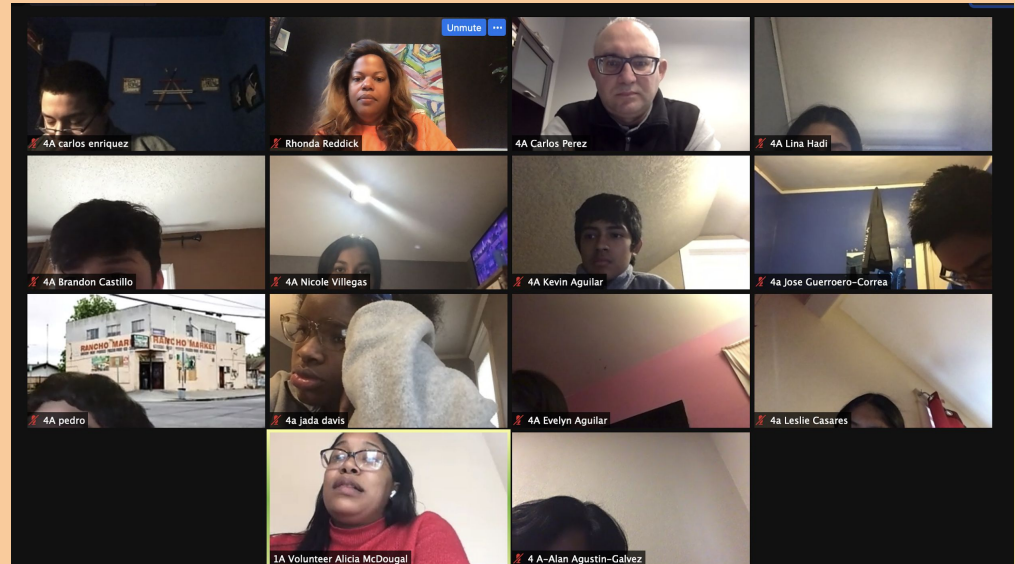 Unmute
4A carlos enriquez
Rhonda Reddick
4A Carlos Perez
4A Lina Hadi
4A Brandon Castillo
4A Nicole Villegas
4A Kevin Aguilar
4a Jose Guerroero-Correa
RANCHO MARKET
4A pedro
4a jada davis
4A Evelyn Aguilar
4a Leslie Casares
1A Volunteer Alicia McDougal
4 A-Alan Agustin-Galvez